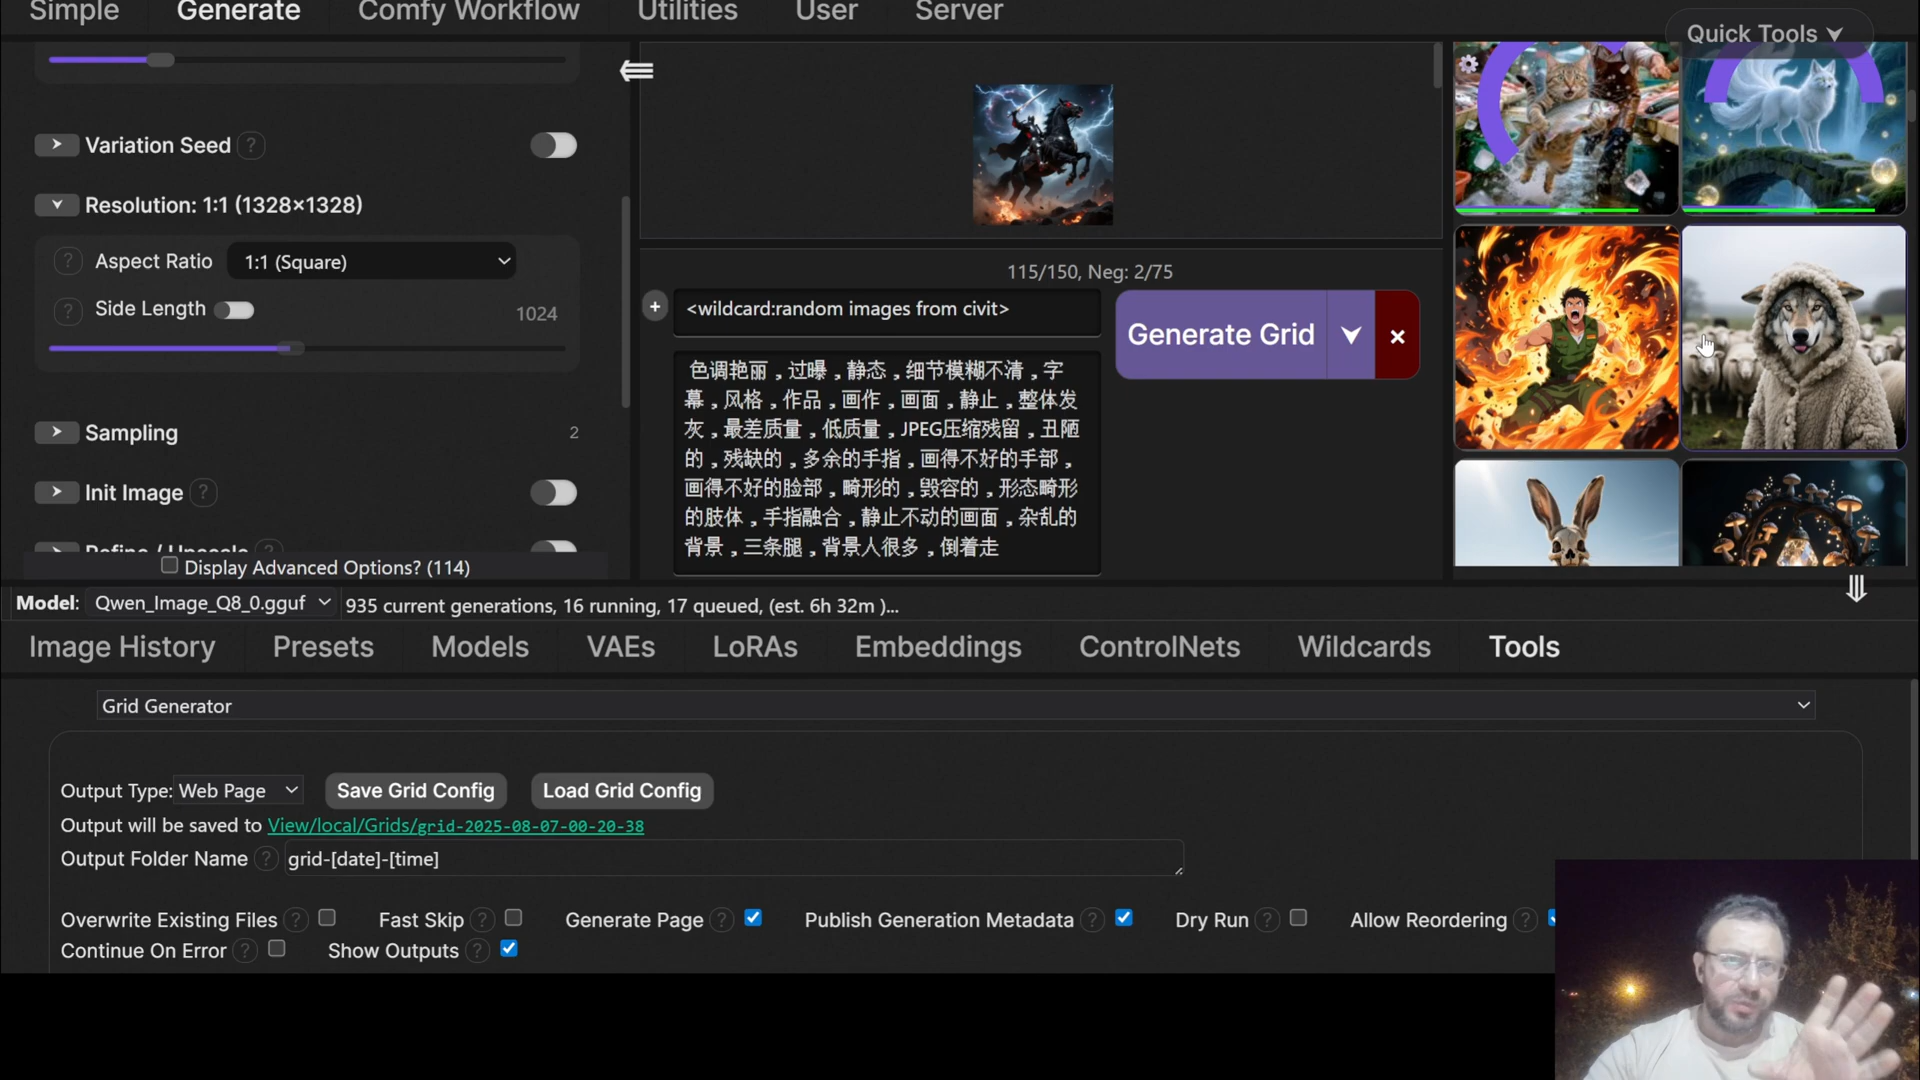 Simple Generate Comfy Workflow Utilities User Server
Quick Tools
Variation Seed ?
Resolution: 1:1 (1328×1328)
? Aspect Ratio 1:1 (Square)
? Side Length 1024
Sampling 2
Init Image ?
Refine / Upscale ?
Display Advanced Options? (114)
115/150, Neg: 2/75
+ <wildcard:random images from civit>
Generate Grid ×
色调艳丽，过曝，静态，细节模糊不清，字
幕，风格，作品，画作，画面，静止，整体发
灰，最差质量，低质量，JPEG压缩残留，丑陋
的，残缺的，多余的手指，画得不好的手部，
画得不好的脸部，畸形的，毁容的，形态畸形
的肢体，手指融合，静止不动的画面，杂乱的
背景，三条腿，背景人很多，倒着走
Model: Qwen_Image_Q8_0.gguf 935 current generations, 16 running, 17 queued, (est. 6h 32m )...
Image History Presets Models VAEs LoRAs Embeddings ControlNets Wildcards Tools
Grid Generator
Output Type: Web Page Save Grid Config Load Grid Config
Output will be saved to View/local/Grids/grid-2025-08-07-00-20-38
Output Folder Name ? grid-[date]-[time]
Overwrite Existing Files ? Fast Skip ? Generate Page ? Publish Generation Metadata ? Dry Run ? Allow Reordering ?
Continue On Error ? Show Outputs ?